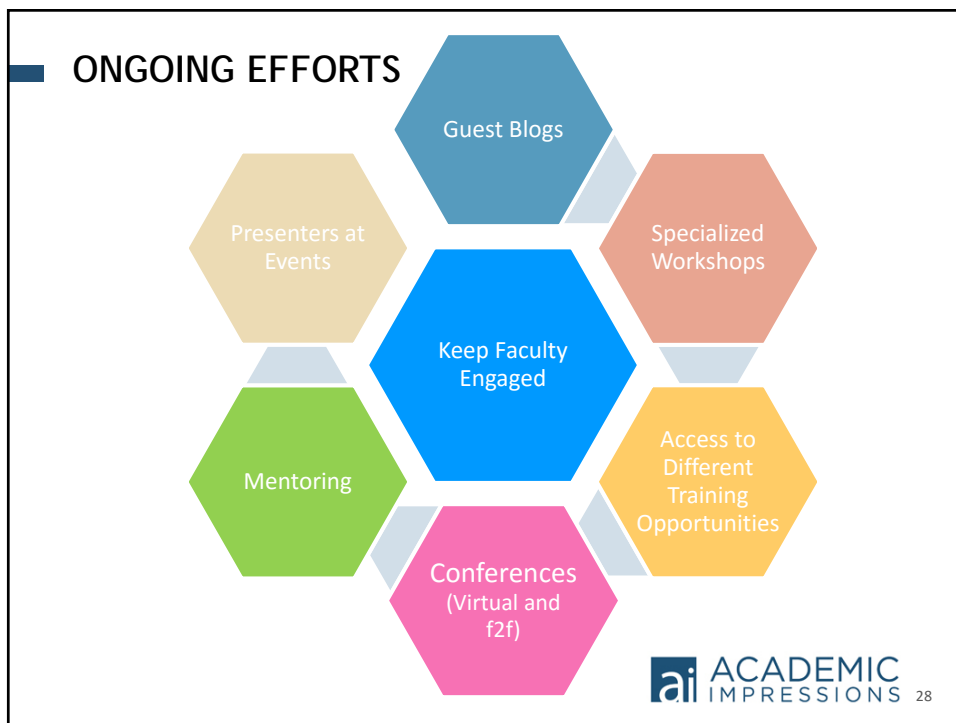 ONGOING EFFORTS
Guest Blogs
Presenters at
Events
Specialized
Workshops
Keep Faculty
Engaged
Mentoring
Access to
Different
Training
Opportunities
Conferences
(Virtual and
f2f)
ai ACADEMIC
IMPRESSIONS
28